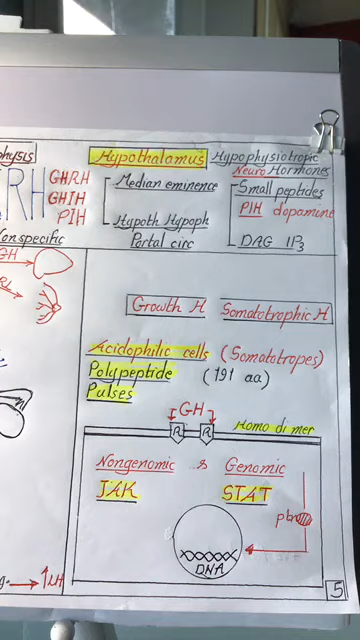 Hypothalamus Hypophysiotropic
Neuro Hormones
RH
GHRH
GHIH
PIH
Median eminence
Hypoth Hypoph
Portal circ
Small peptides
PIH dopamine
DAG IP3
Growth H Somatotrophic H
Acidophilic cells (Somatotropes)
Polypeptide (191 aa)
Pulses
GH
R R
Homo dimer
Nongenomic & Genomic
JAK STAT
DNA
LH
5